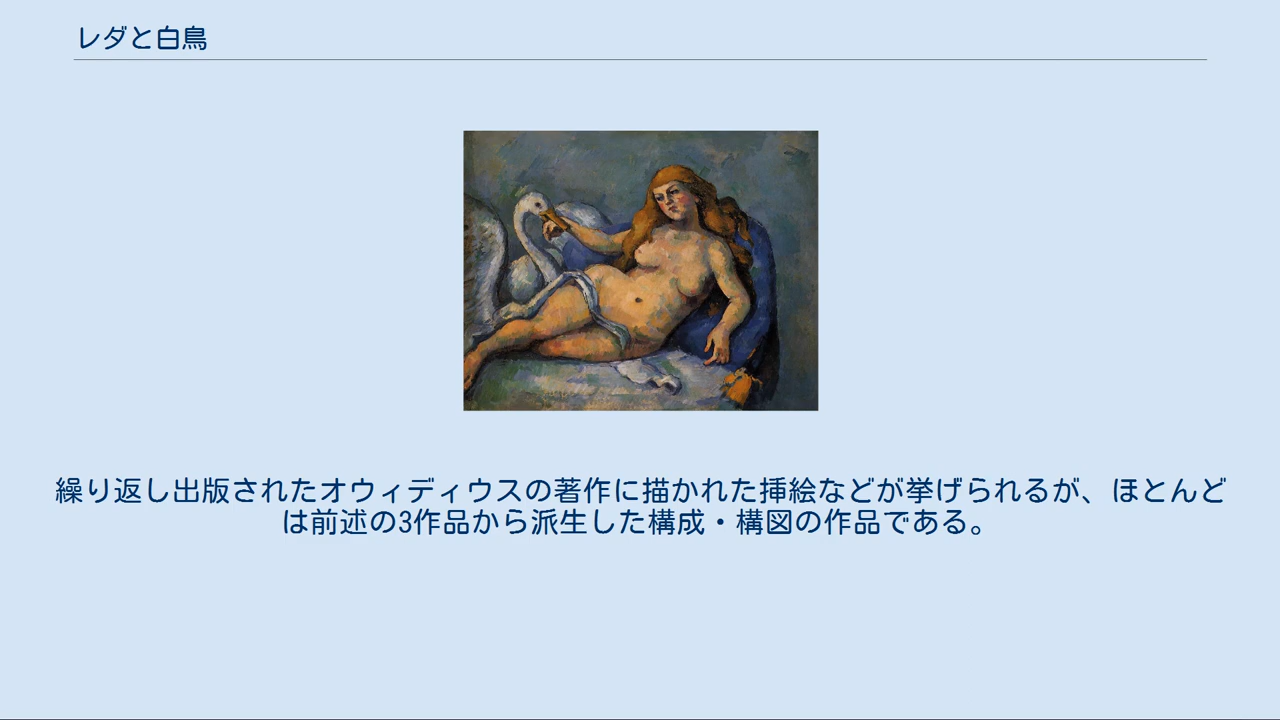 レダと白鳥
繰り返し出版されたオウィディウスの著作に描かれた挿絵などが挙げられるが、ほとんど
は前述の3作品から派生した構成・構図の作品である。